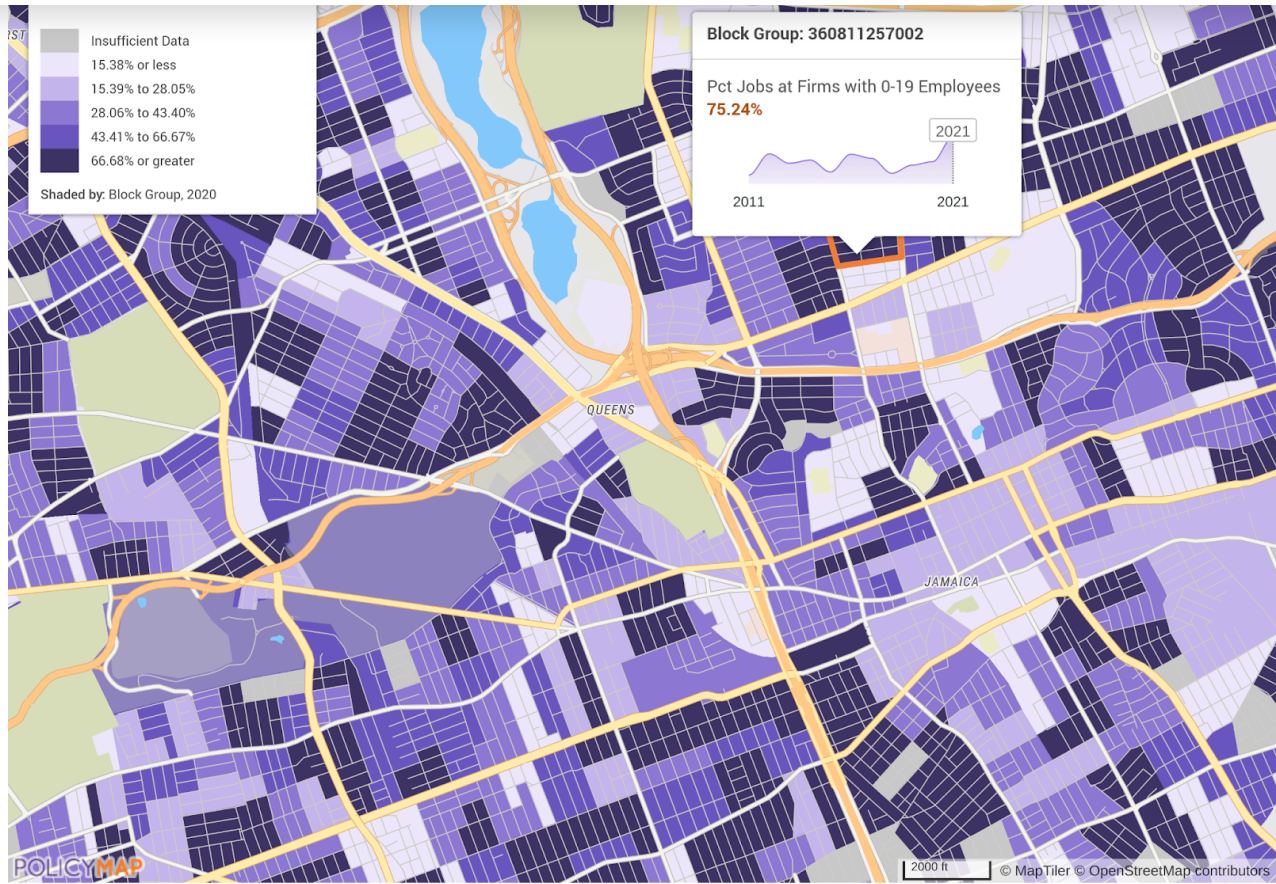 RST
Insufficient Data
15.38% or less
15.39% to 28.05%
28.06% to 43.40%
43.41% to 66.67%
66.68% or greater
Shaded by: Block Group, 2020
Block Group: 360811257002
Pct Jobs at Firms with 0-19 Employees
75.24%
2021
2011
2021
QUEENS
JAMAICA
POLICYMAP
2000 ft
© MapTiler © OpenStreetMap contributors